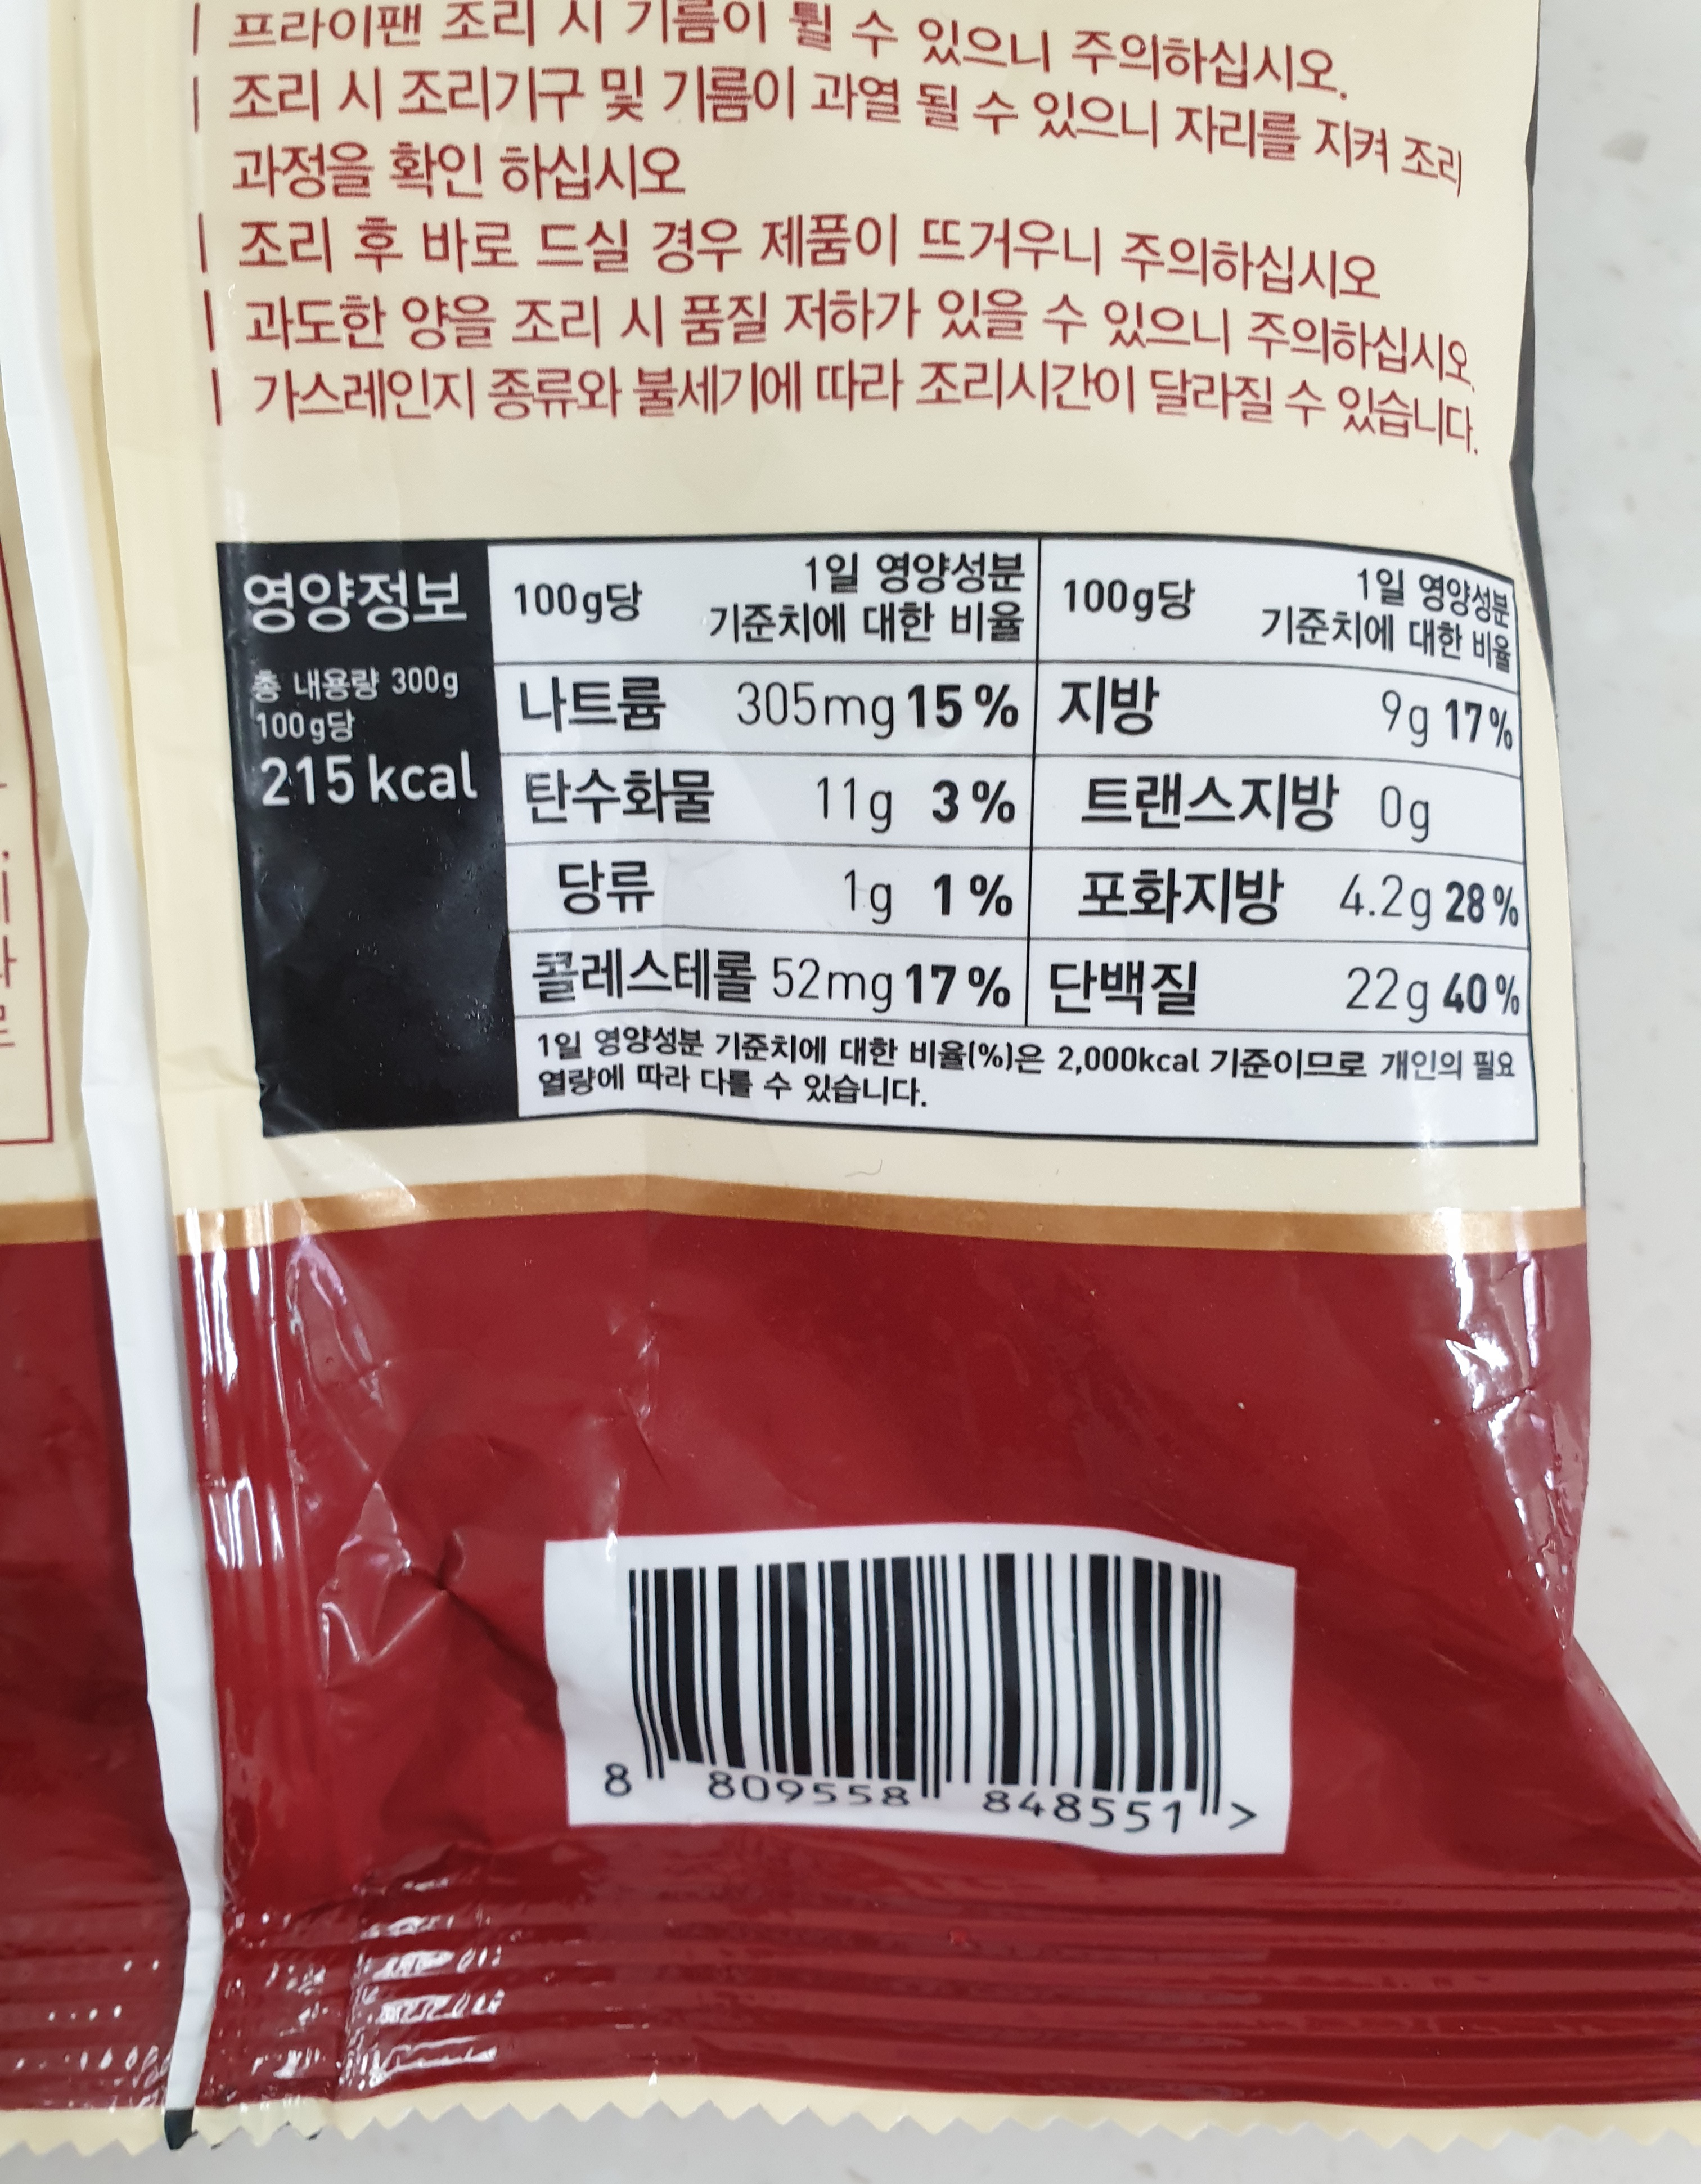 | 프라이팬 조리 시 기름이 튈 수 있으니 주의하십시오.
| 조리 시 조리기구 및 기름이 과열 될 수 있으니 자리를 지켜 조리
과정을 확인 하십시오
| 조리 후 바로 드실 경우 제품이 뜨거우니 주의하십시오
| 과도한 양을 조리 시 품질 저하가 있을 수 있으니 주의하십시오.
| 가스레인지 종류와 불세기에 따라 조리시간이 달라질 수 있습니다.
영양정보
총 내용량 300g
100g당
215 kcal
100g당 1일 영양성분
기준치에 대한 비율
100g당 1일 영양성분
기준치에 대한 비율
나트륨 305mg 15% 지방 9g 17%
탄수화물 11g 3% 트랜스지방 0g
당류 1g 1% 포화지방 4.2g 28%
콜레스테롤 52mg 17% 단백질 22g 40%
1일 영양성분 기준치에 대한 비율(%)은 2,000kcal 기준이므로 개인의 필요
열량에 따라 다를 수 있습니다.
8 809558 848551 >